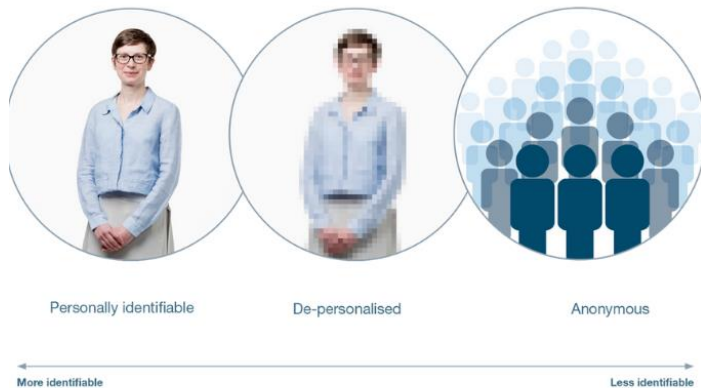 Personally identifiable
De-personalised
Anonymous
More identifiable
Less identifiable